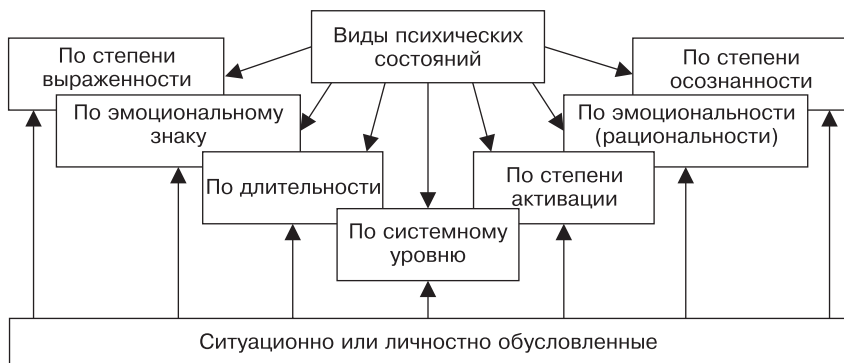 Виды психических
состояний
По степени
выраженности
По степени
осознанности
По эмоциональному
знаку
По эмоциональности
(рациональности)
По длительности
По степени
активации
По системному
уровню
Ситуационно или личностно обусловленные